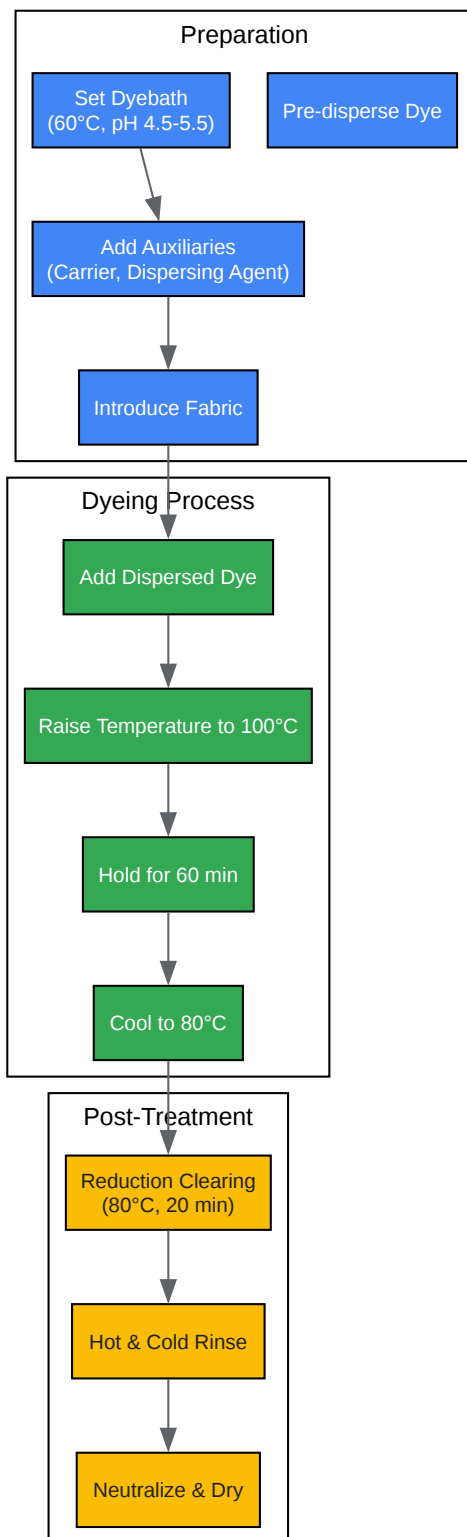 Preparation
Set Dyebath
(60°C, pH 4.5-5.5)
Pre-disperse Dye
Add Auxiliaries
(Carrier, Dispersing Agent)
Introduce Fabric
Dyeing Process
Add Dispersed Dye
Raise Temperature to 100°C
Hold for 60 min
Cool to 80°C
Post-Treatment
Reduction Clearing
(80°C, 20 min)
Hot & Cold Rinse
Neutralize & Dry